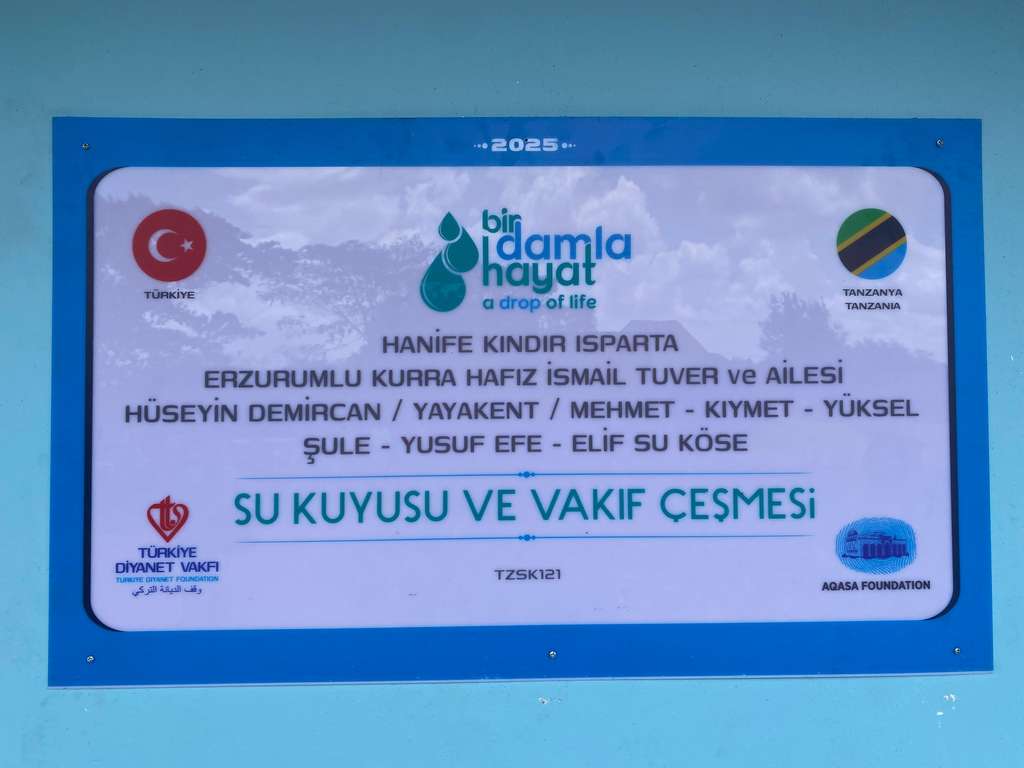 2025
TÜRKİYE
bir
damla
hayat
a drop of life
TANZANYA
TANZANIA
HANİFE KINDIR ISPARTA
ERZURUMLU KURRA HAFIZ İSMAİL TUVER ve AİLESİ
HÜSEYİN DEMİRCAN / YAYAKENT / MEHMET - KIYMET - YÜKSEL
ŞULE - YUSUF EFE - ELİF SU KÖSE
SU KUYUSU VE VAKIF ÇEŞMESİ
TÜRKİYE
DİYANET VAKFI
TURKIYE DIYANET FOUNDATION
وقف الديانة التركي
TZSK121
AQASA FOUNDATION